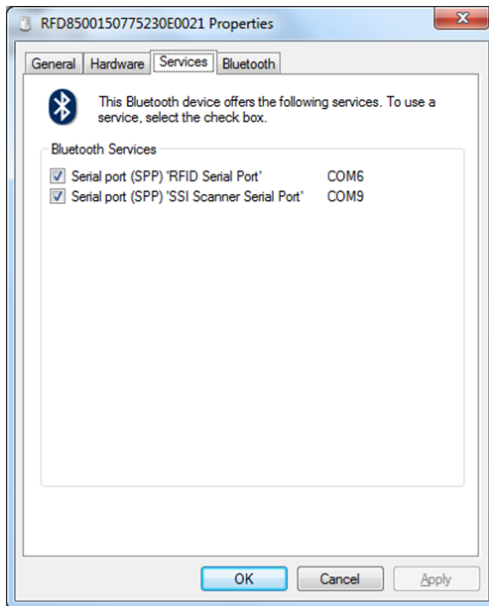 RFD8500150775230E0021 Properties
General Hardware Services Bluetooth
This Bluetooth device offers the following services. To use a
service, select the check box.
Bluetooth Services
Serial port (SPP) 'RFID Serial Port' COM6
Serial port (SPP) 'SSI Scanner Serial Port' COM9
OK Cancel Apply